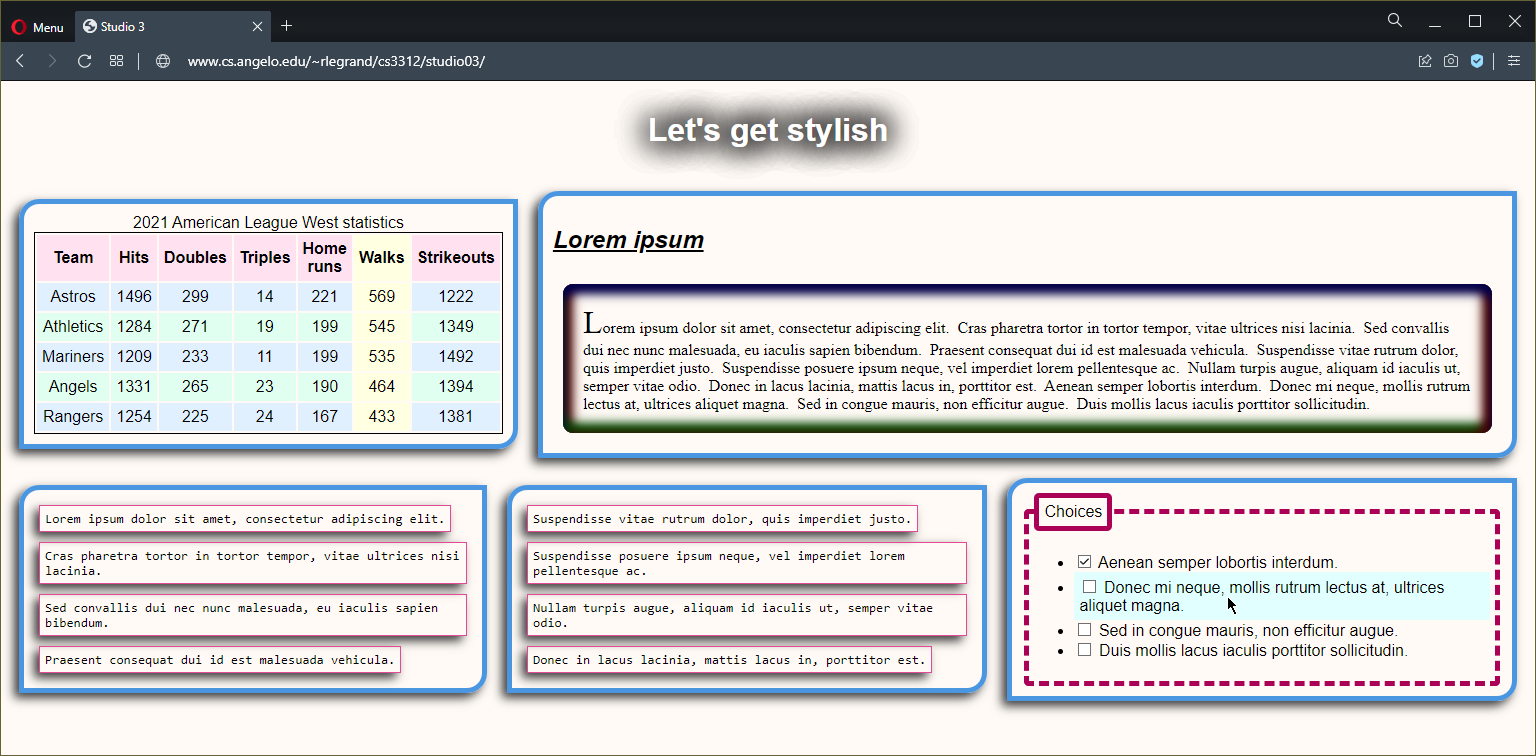 Menu
Studio 3
www.cs.angelo.edu/~rlegrand/cs3312/studio03/
Let's get stylish
2021 American League West statistics
Team Hits Doubles Triples Home runs Walks Strikeouts
Astros 1496 299 14 221 569 1222
Athletics 1284 271 19 199 545 1349
Mariners 1209 233 11 199 535 1492
Angels 1331 265 23 190 464 1394
Rangers 1254 225 24 167 433 1381
Lorem ipsum
Lorem ipsum dolor sit amet, consectetur adipiscing elit. Cras pharetra tortor in tortor tempor, vitae ultrices nisi lacinia. Sed convallis
dui nec nunc malesuada, eu iaculis sapien bibendum. Praesent consequat dui id est malesuada vehicula. Suspendisse vitae rutrum dolor,
quis imperdiet justo. Suspendisse posuere ipsum neque, vel imperdiet lorem pellentesque ac. Nullam turpis augue, aliquam id iaculis ut,
semper vitae odio. Donec in lacus lacinia, mattis lacus in, porttitor est. Aenean semper lobortis interdum. Donec mi neque, mollis rutrum
lectus at, ultrices aliquet magna. Sed in congue mauris, non efficitur augue. Duis mollis lacus iaculis porttitor sollicitudin.
Lorem ipsum dolor sit amet, consectetur adipiscing elit.
Cras pharetra tortor in tortor tempor, vitae ultrices nisi
lacinia.
Sed convallis dui nec nunc malesuada, eu iaculis sapien
bibendum.
Praesent consequat dui id est malesuada vehicula.
Suspendisse vitae rutrum dolor, quis imperdiet justo.
Suspendisse posuere ipsum neque, vel imperdiet lorem
pellentesque ac.
Nullam turpis augue, aliquam id iaculis ut, semper vitae
odio.
Donec in lacus lacinia, mattis lacus in, porttitor est.
Choices
Aenean semper lobortis interdum.
Donec mi neque, mollis rutrum lectus at, ultrices
aliquet magna.
Sed in congue mauris, non efficitur augue.
Duis mollis lacus iaculis porttitor sollicitudin.